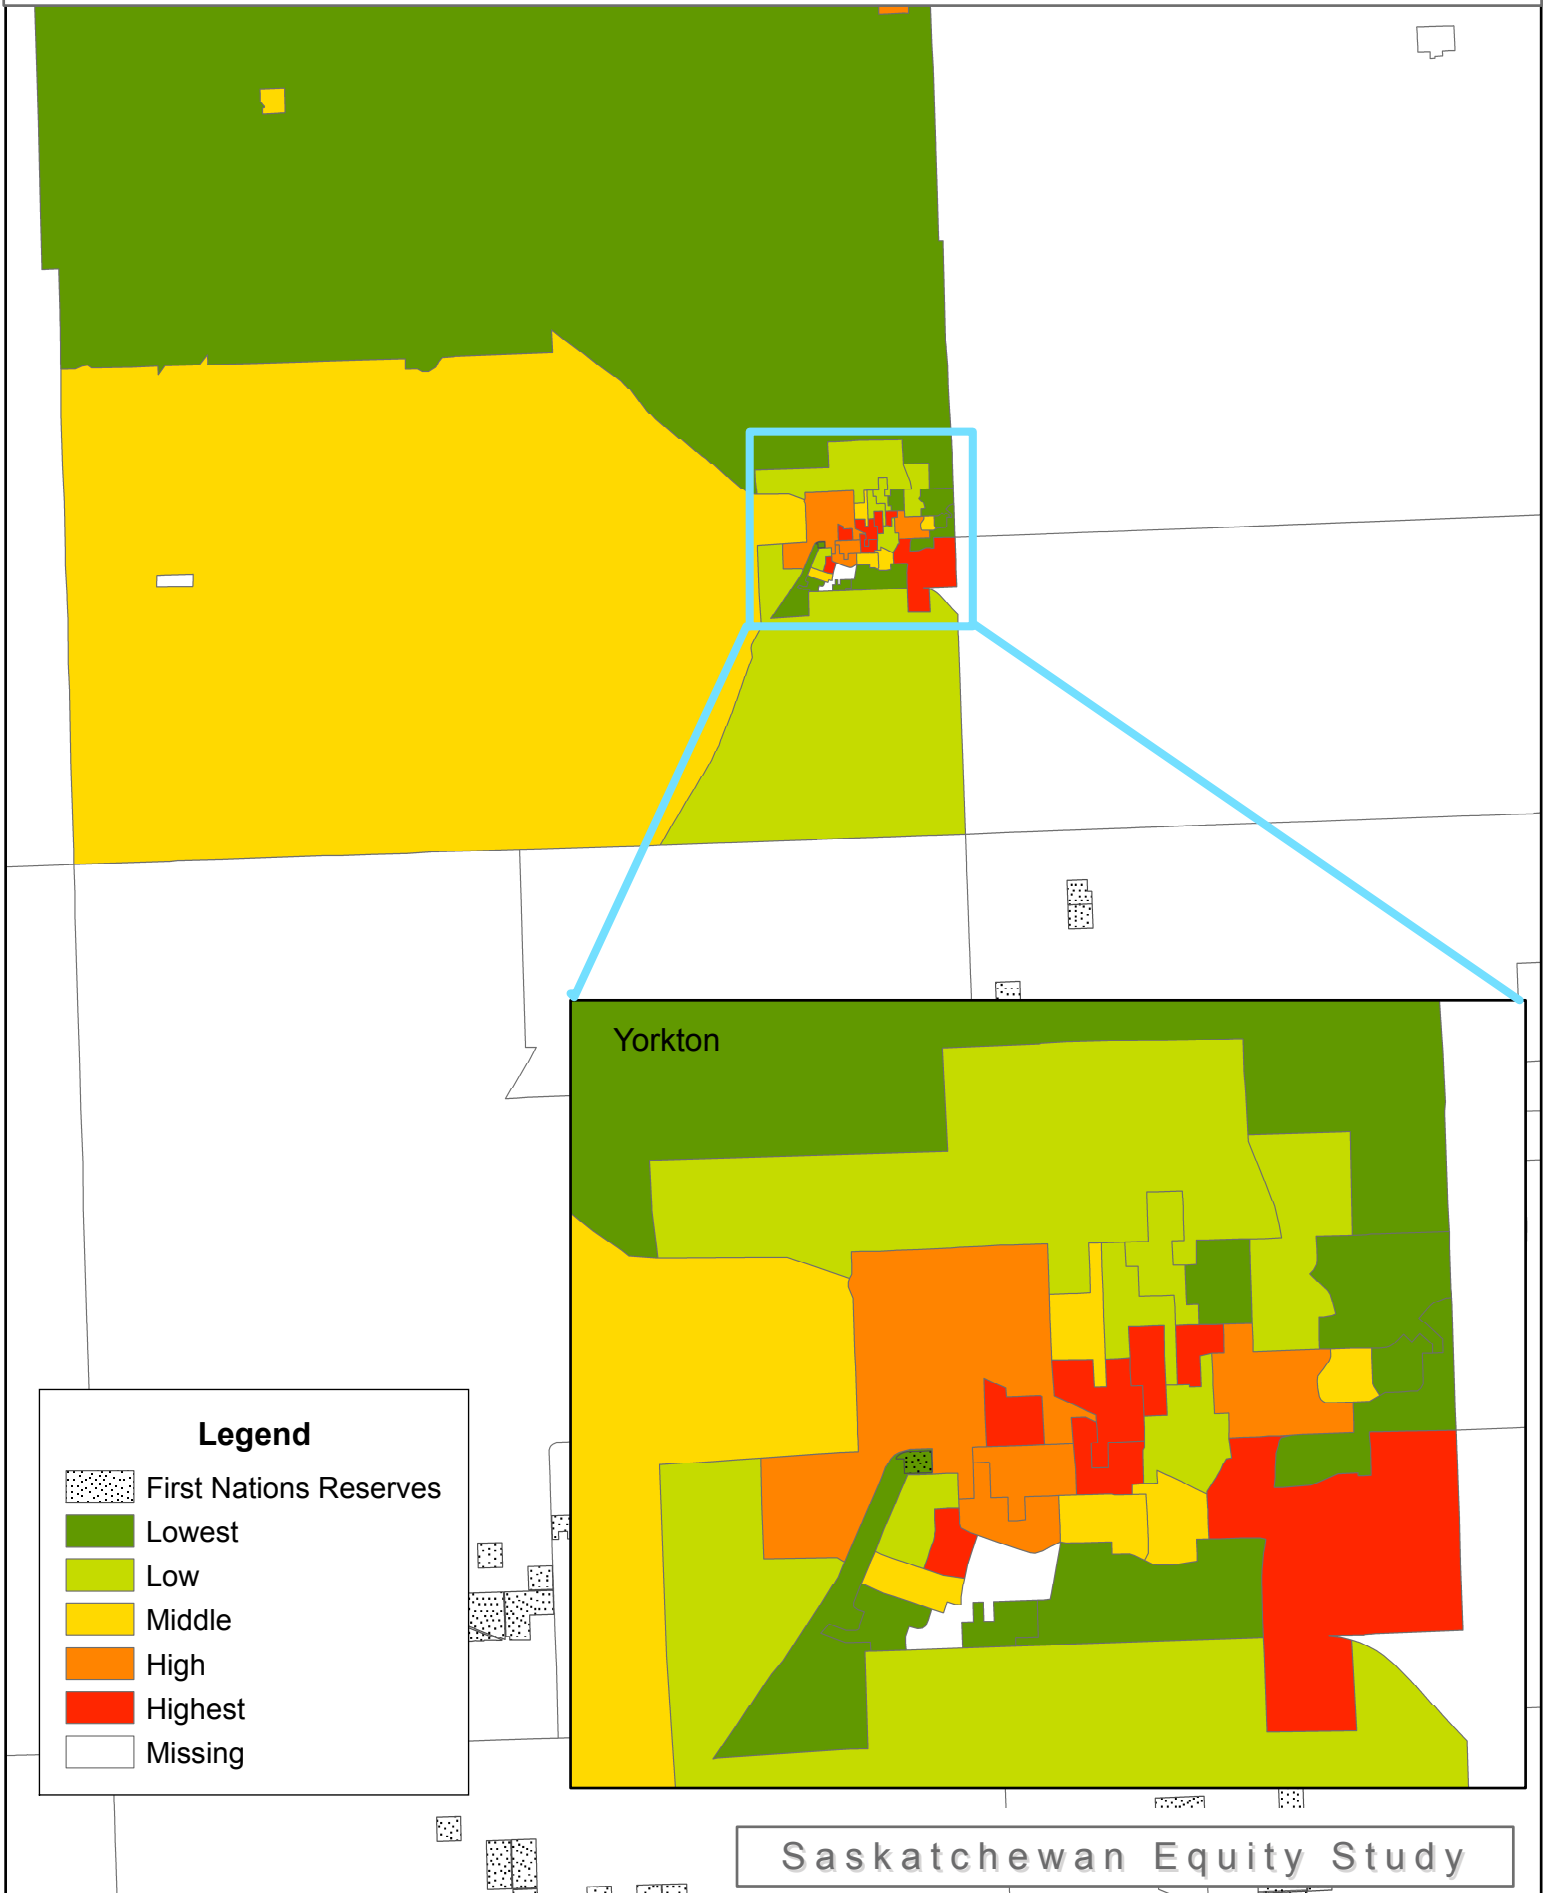 Yorkton
Legend
First Nations Reserves
Lowest
Low
Middle
High
Highest
Missing
Saskatchewan Equity Study